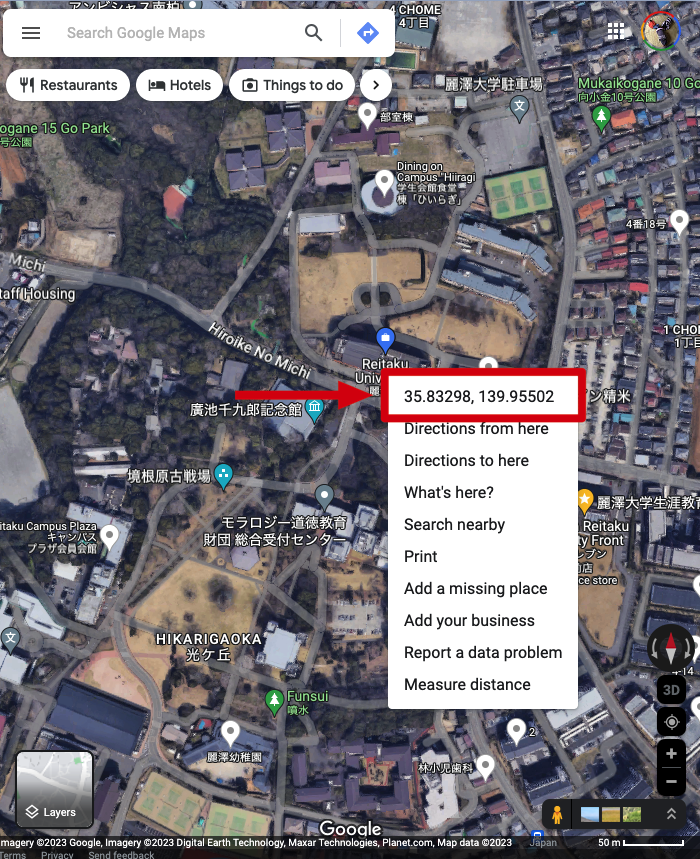 アンビシャス南柏
4 CHOME
4丁目
Search Google Maps
Restaurants
Hotels
Things to do
麗澤大学駐車場
Mukaikogane 10 Go
向小金10号公園
部室棟
ogane 15 Go Park
号公園
Dining on
Campus "Hiiragi
学生会館食堂
棟「ひいらぎ」
4番18号
Michi
taff Housing
Hiroike No Michi
1 CHOM
1丁目
Reitaku
Univ
麗
35.83298, 139.95502
Directions from here
Directions to here
What's here?
Search nearby
Print
Add a missing place
Add your business
Report a data problem
Measure distance
廣池千九郎記念館
ン精米
境根原古戦場
麗澤大学生涯教育
Reitaku
ty Front
ブン
前店
ce store
モラロジー道徳教育
財団 総合受付センター
itaku Campus Plaza
キャンパス
プラザ会員会館
HIKARIGAOKA
光ケ丘
4-14
3D
Funsui
噴水
麗澤幼稚園
林小児歯科
2
Layers
Google
Imagery ©2023 Google, Imagery ©2023 Digital Earth Technology, Maxar Technologies, Planet.com, Map data ©2023
Japan
50 m
Terms
Privacy
Send feedback